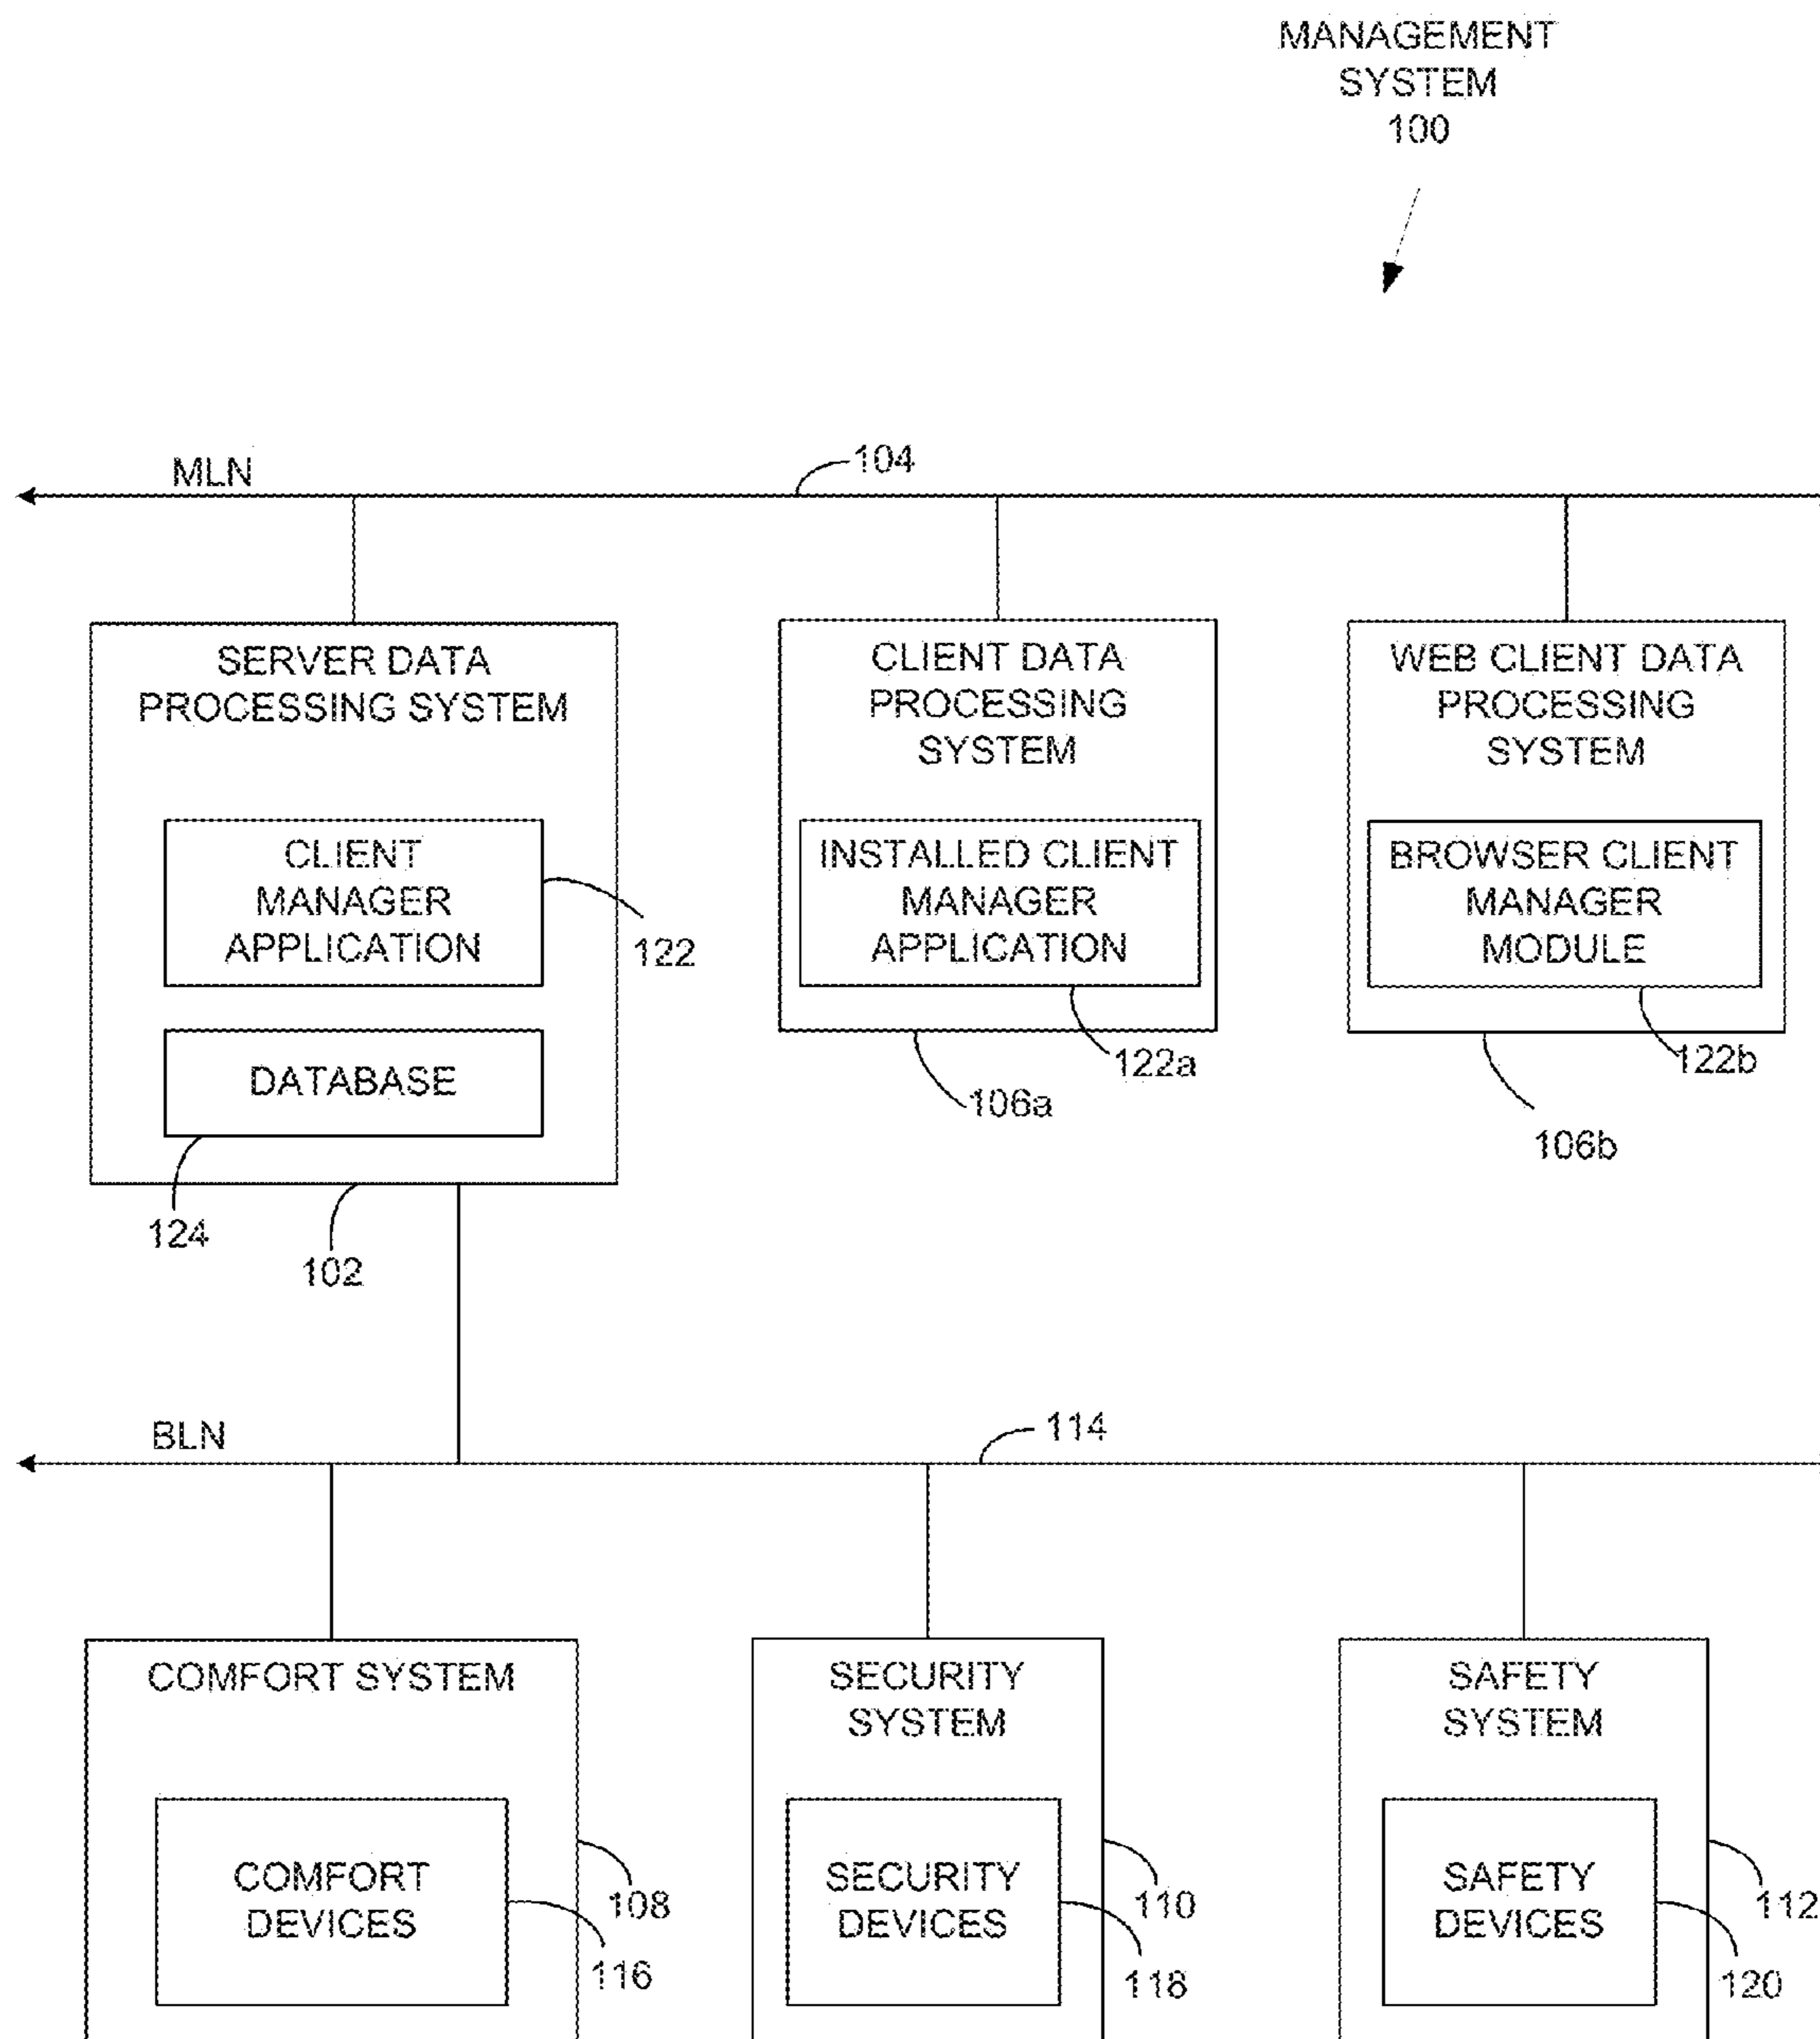 MANAGEMENT
SYSTEM
100
MLN
104
SERVER DATA
PROCESSING SYSTEM
CLIENT
MANAGER
APPLICATION
122
DATABASE
124
102
CLIENT DATA
PROCESSING
SYSTEM
INSTALLED CLIENT
MANAGER
APPLICATION
122a
106a
WEB CLIENT DATA
PROCESSING
SYSTEM
BROWSER CLIENT
MANAGER
MODULE
122b
106b
BLN
114
COMFORT SYSTEM
COMFORT
DEVICES
108
116
SECURITY
SYSTEM
SECURITY
DEVICES
110
118
SAFETY
SYSTEM
SAFETY
DEVICES
112
120